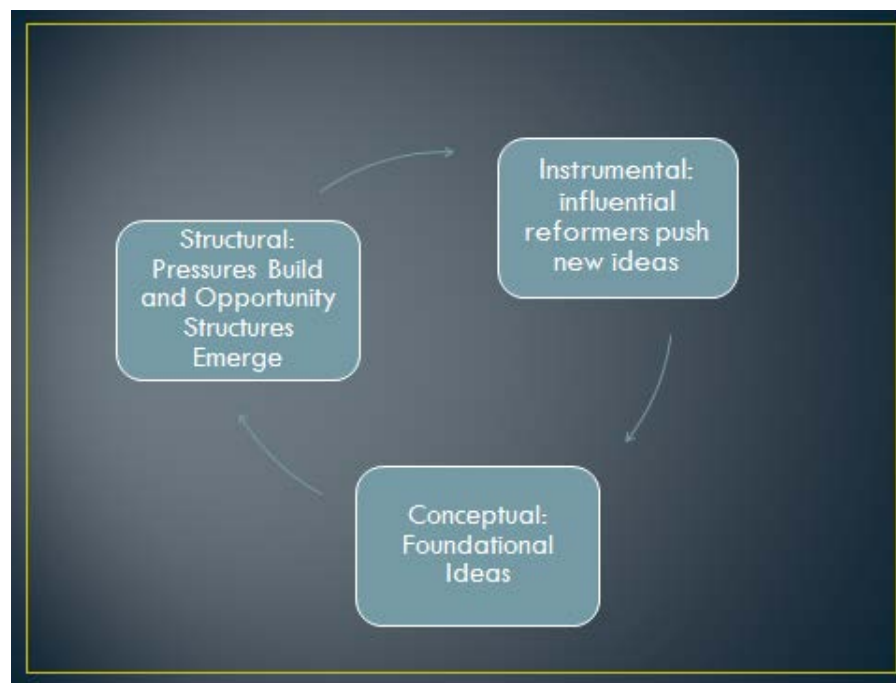 Instrumental:
influential
reformers push
new ideas
Structural:
Pressures Build
and Opportunity
Structures
Emerge
Conceptual:
Foundational
Ideas